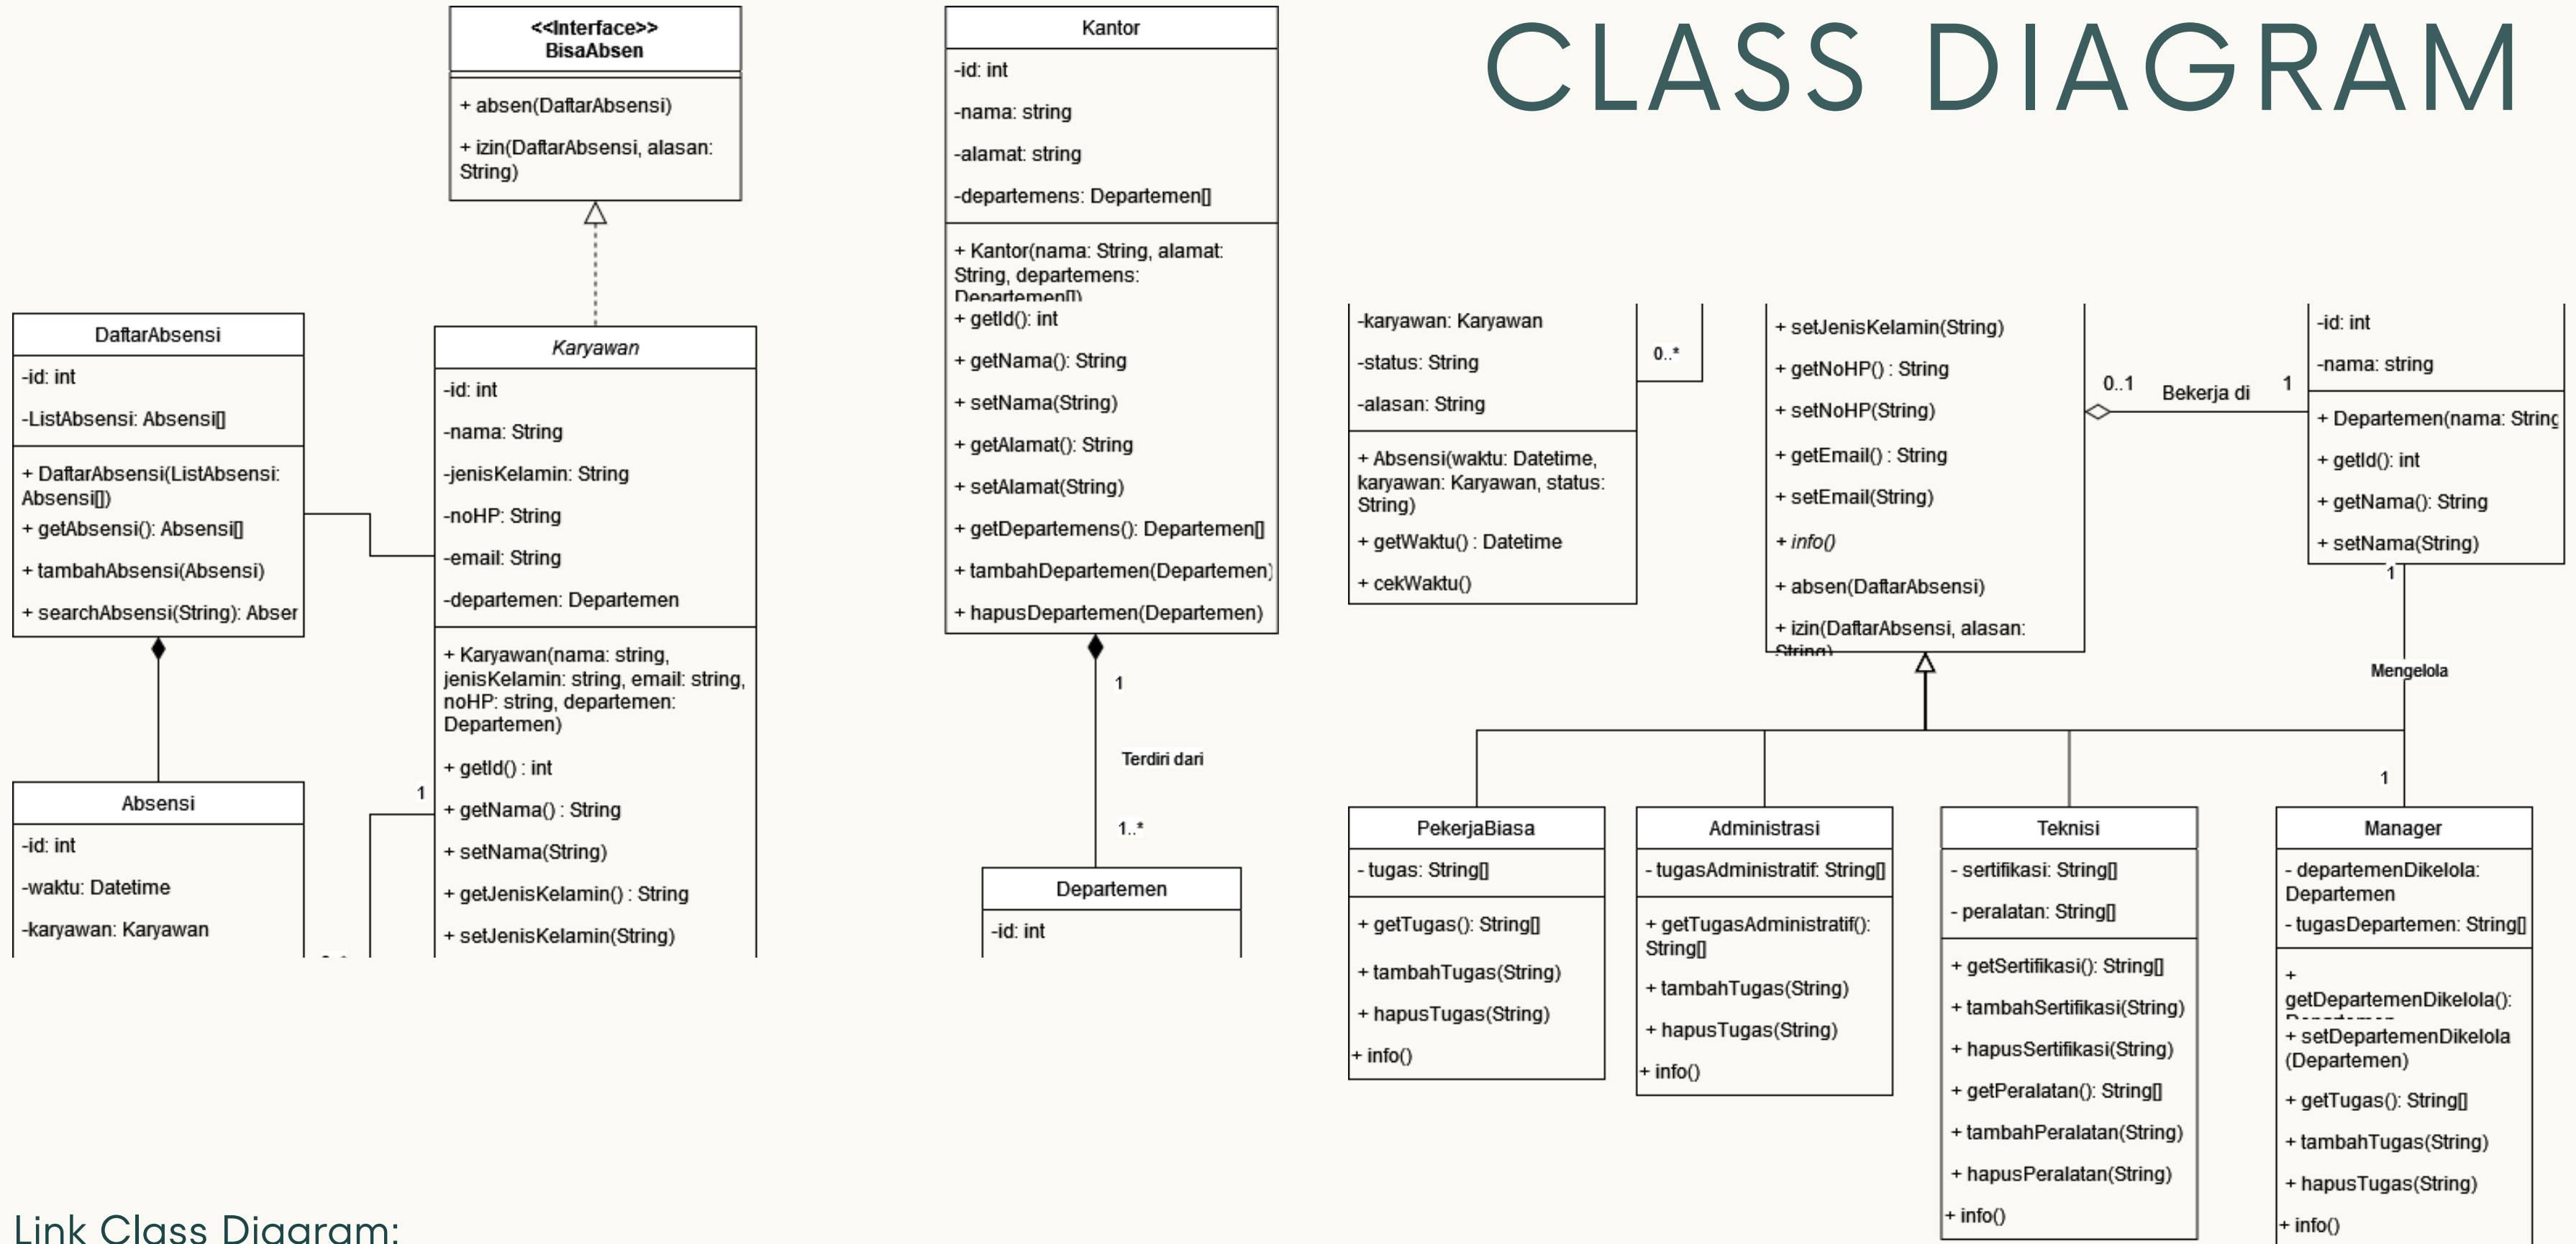 CLASS DIAGRAM
<<Interface>>
BisaAbsen
+ absen(DaftarAbsensi)
+ izin(DaftarAbsensi, alasan:
String)
DaftarAbsensi
-id: int
-ListAbsensi: Absensi[]
+ DaftarAbsensi(ListAbsensi:
Absensi[])
+ getAbsensi(): Absensi[]
+ tambahAbsensi(Absensi)
+ searchAbsensi(String): Abser
Absensi
-id: int
-waktu: Datetime
-karyawan: Karyawan
Karyawan
-id: int
-nama: String
-jenisKelamin: String
-noHP: String
-email: String
-departemen: Departemen
+ Karyawan(nama: string,
jenisKelamin: string, email: string,
noHP: string, departemen:
Departemen)
+ getId() : int
1
+ getNama() : String
+ setNama(String)
+ getJenisKelamin() : String
+ setJenisKelamin(String)
Kantor
-id: int
-nama: string
-alamat: string
-departemens: Departemen[]
+ Kantor(nama: String, alamat:
String, departemens:
Departemen[])
+ getId(): int
+ getNama(): String
+ setNama(String)
+ getAlamat(): String
+ setAlamat(String)
+ getDepartemens(): Departemen[]
+ tambahDepartemen(Departemen)
+ hapusDepartemen(Departemen)
1
Terdiri dari
1..*
Departemen
-id: int
-karyawan: Karyawan
-status: String
-alasan: String
0..*
+ Absensi(waktu: Datetime,
karyawan: Karyawan, status:
String)
+ getWaktu() : Datetime
+ cekWaktu()
+ setJenisKelamin(String)
+ getNoHP() : String
+ setNoHP(String)
+ getEmail() : String
+ setEmail(String)
+ info()
+ absen(DaftarAbsensi)
+ izin(DaftarAbsensi, alasan:
String)
0..1 Bekerja di 1
-id: int
-nama: string
+ Departemen(nama: String
+ getId(): int
+ getNama(): String
+ setNama(String)
1
Mengelola
1
PekerjaBiasa
- tugas: String[]
+ getTugas(): String[]
+ tambahTugas(String)
+ hapusTugas(String)
+ info()
Administrasi
- tugasAdministratif: String[]
+ getTugasAdministratif():
String[]
+ tambahTugas(String)
+ hapusTugas(String)
+ info()
Teknisi
- sertifikasi: String[]
- peralatan: String[]
+ getSertifikasi(): String[]
+ tambahSertifikasi(String)
+ hapusSertifikasi(String)
+ getPeralatan(): String[]
+ tambahPeralatan(String)
+ hapusPeralatan(String)
+ info()
Manager
- departemenDikelola:
Departemen
- tugasDepartemen: String[]
+
getDepartemenDikelola():
+ setDepartemenDikelola
(Departemen)
+ getTugas(): String[]
+ tambahTugas(String)
+ hapusTugas(String)
+ info()
Link Class Diagram: